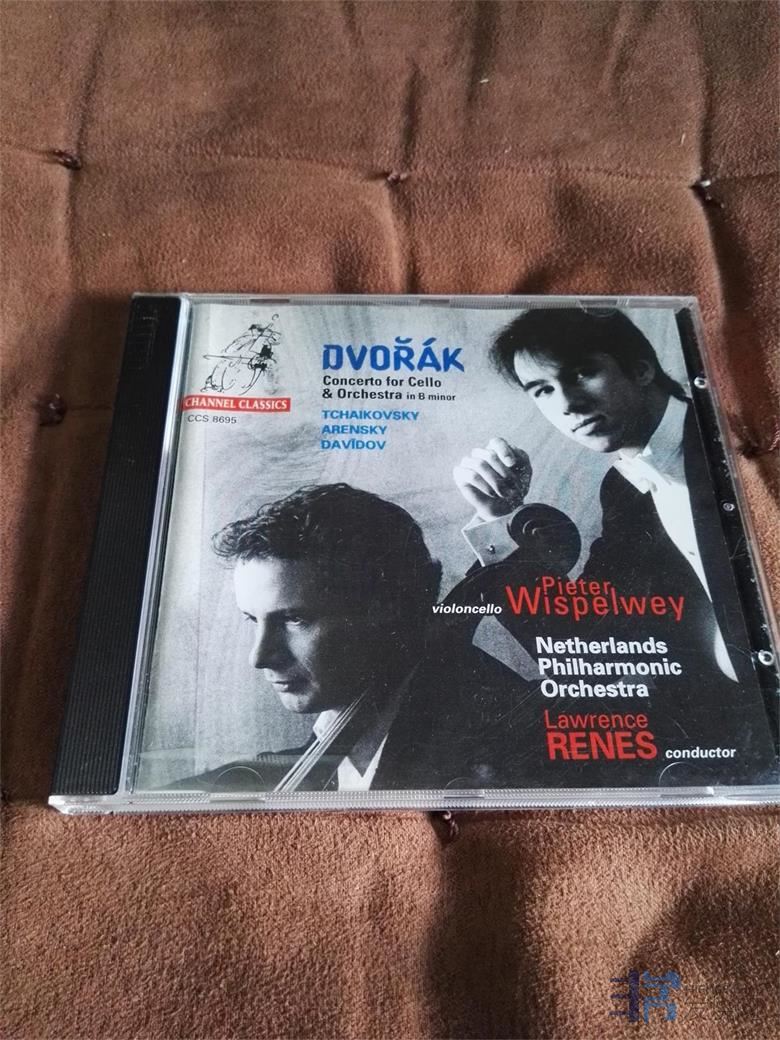 DVOŘÁK
Concerto for Cello
& Orchestra in B minor
TCHAIKOVSKY
ARENSKY
DAVIDOV
CHANNEL CLASSICS
CCS 8695
Pieter
violoncello Wispelwey
Netherlands
Philharmonic
Orchestra
Lawrence
RENES conductor